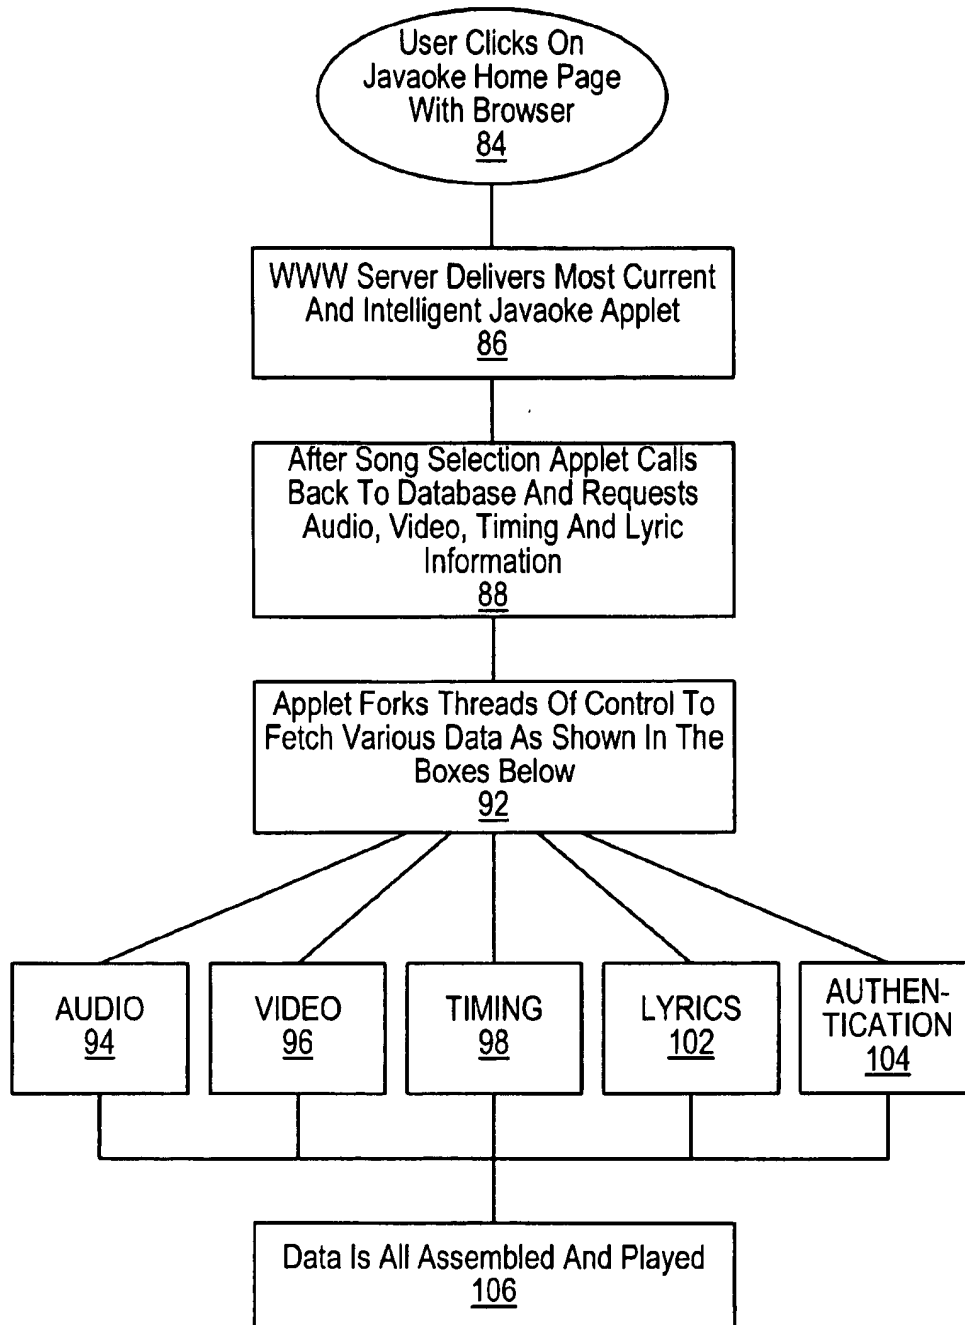 User Clicks On
Javaoke Home Page
With Browser
84
WWW Server Delivers Most Current
And Intelligent Javaoke Applet
86
After Song Selection Applet Calls
Back To Database And Requests
Audio, Video, Timing And Lyric
Information
88
Applet Forks Threads Of Control To
Fetch Various Data As Shown In The
Boxes Below
92
AUDIO
94
VIDEO
96
TIMING
98
LYRICS
102
AUTHEN-
TICATION
104
Data Is All Assembled And Played
106